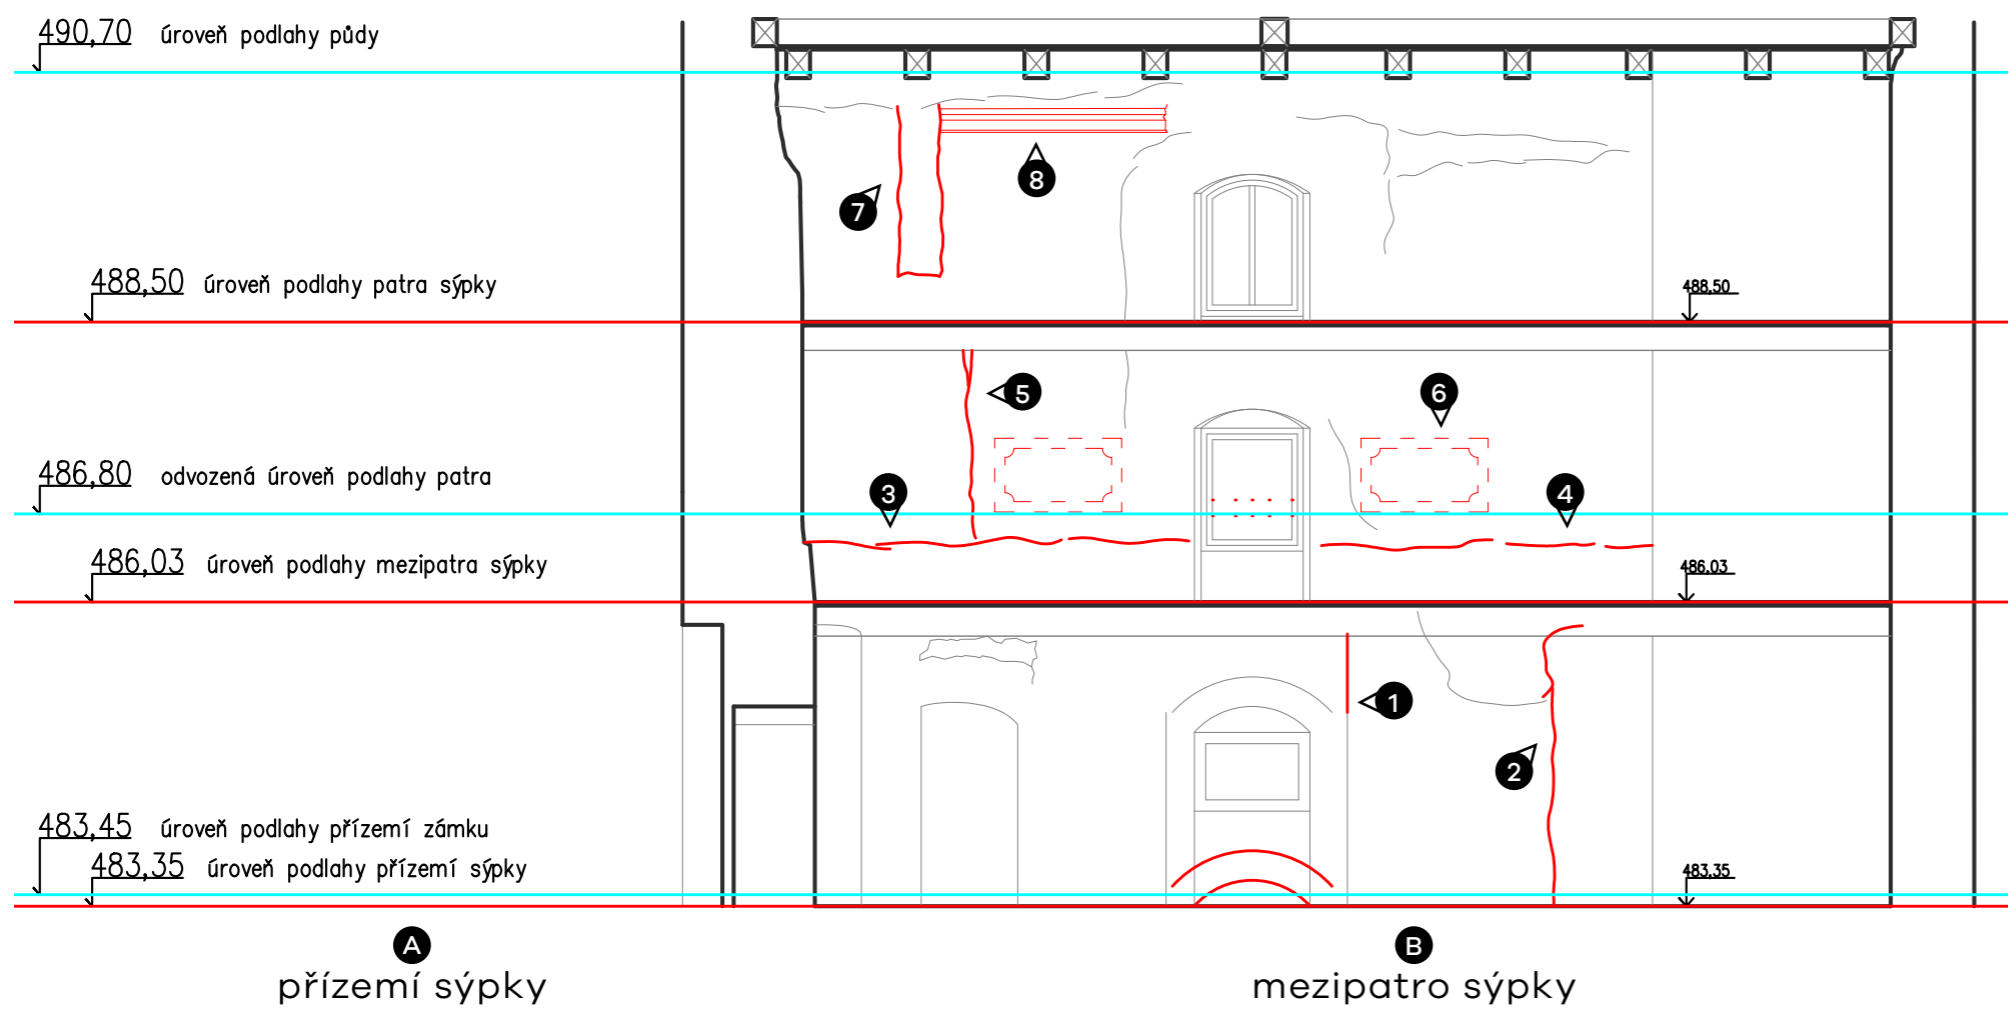 490,70 úroveň podlahy půdy
7
8
488,50 úroveň podlahy patra sýpky
488,50
5
6
486,80 odvozená úroveň podlahy patra
3
4
486,03 úroveň podlahy mezipatra sýpky
486,03
1
2
483,45 úroveň podlahy přízemí zámku
483,35 úroveň podlahy přízemí sýpky
483,35
A
přízemí sýpky
B
mezipatro sýpky